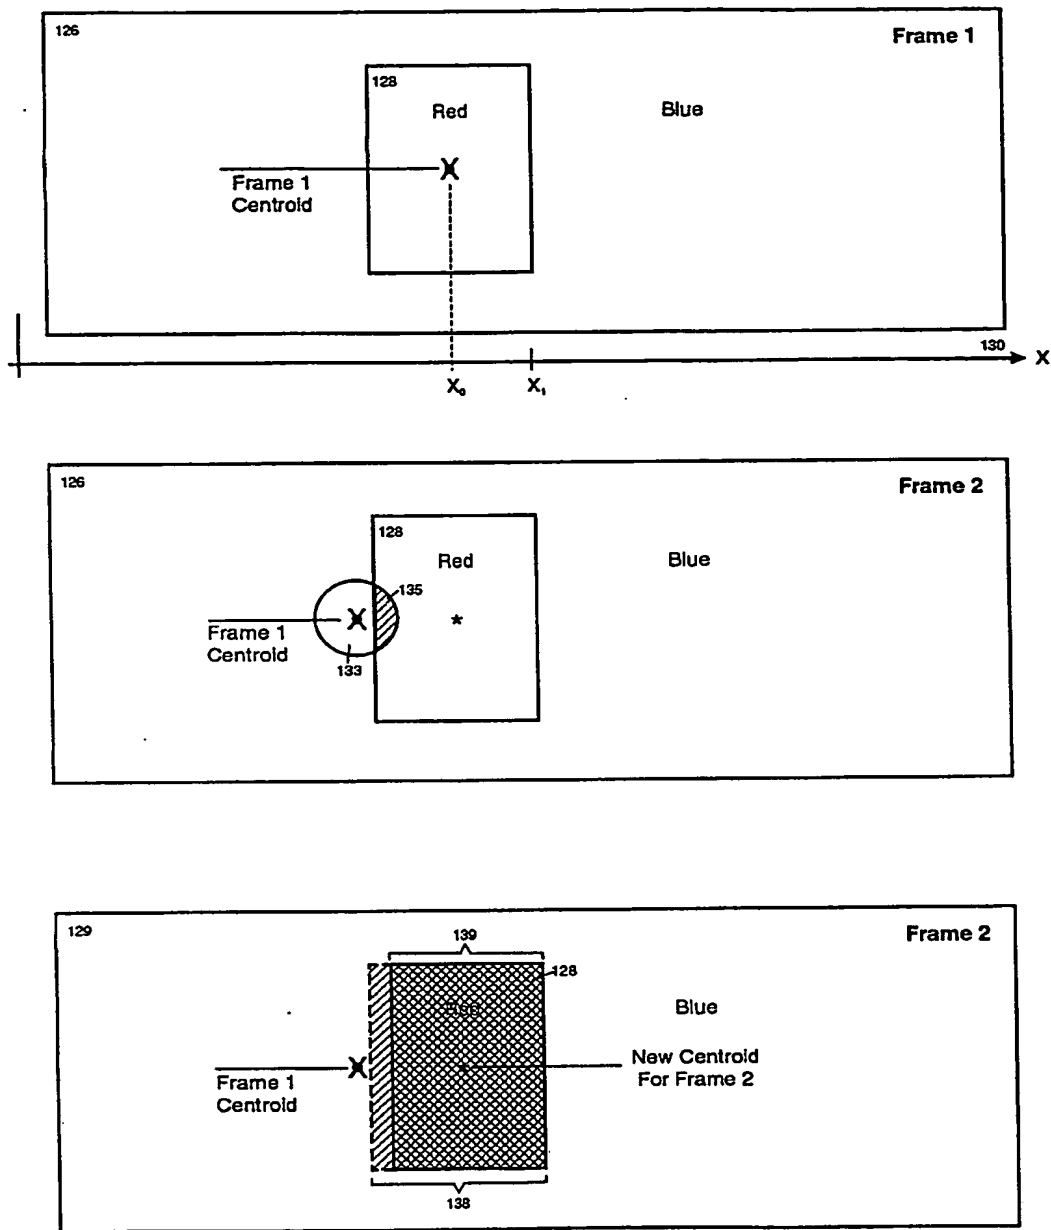 126
Frame 1
128
Red
Blue
X
Frame 1
Centroid
130
X
X₀
X₁
126
Frame 2
128
Red
Blue
135
X
*
Frame 1
Centroid
133
129
139
Frame 2
128
Red
Blue
X
New Centroid
For Frame 2
Frame 1
Centroid
138